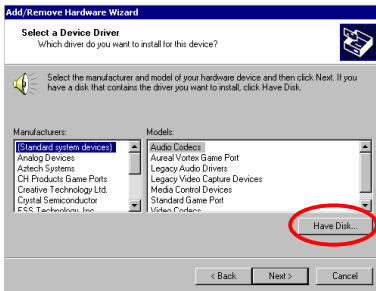 Add/Remove Hardware Wizard
Select a Device Driver
Which driver do you want to install for this device?
Select the manufacturer and model of your hardware device and then click Next. If you
have a disk that contains the driver you want to install, click Have Disk.
Manufacturers:
(Standard system devices)
Analog Devices
Aztech Systems
CH Products Game Ports
Creative Technology Ltd.
Crystal Semiconductor
ESS Technology, Inc.
Models:
Audio Codecs
Aureal Vortex Game Port
Legacy Audio Drivers
Legacy Video Capture Devices
Media Control Devices
Standard Game Port
Video Codecs
Have Disk...
< Back
Next >
Cancel